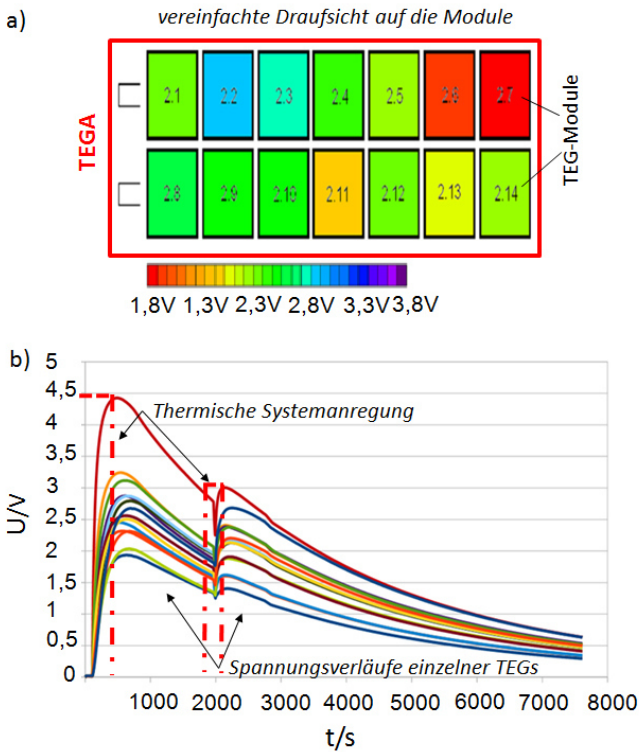 a)
vereinfachte Draufsicht auf die Module
TEGA
2.1 2.2 2.3 2.4 2.5 2.6 2.7
2.8 2.9 2.10 2.11 2.12 2.13 2.14
TEG-Module
1,8V 1,3V 2,3V 2,8V 3,3V 3,8V
b)
5
4,5
4
3,5
3
2,5
2
1,5
1
0,5
0
U/V
Thermische Systemanregung
Spannungsverläufe einzelner TEGs
1000 2000 3000 4000 5000 6000 7000 8000
t/s